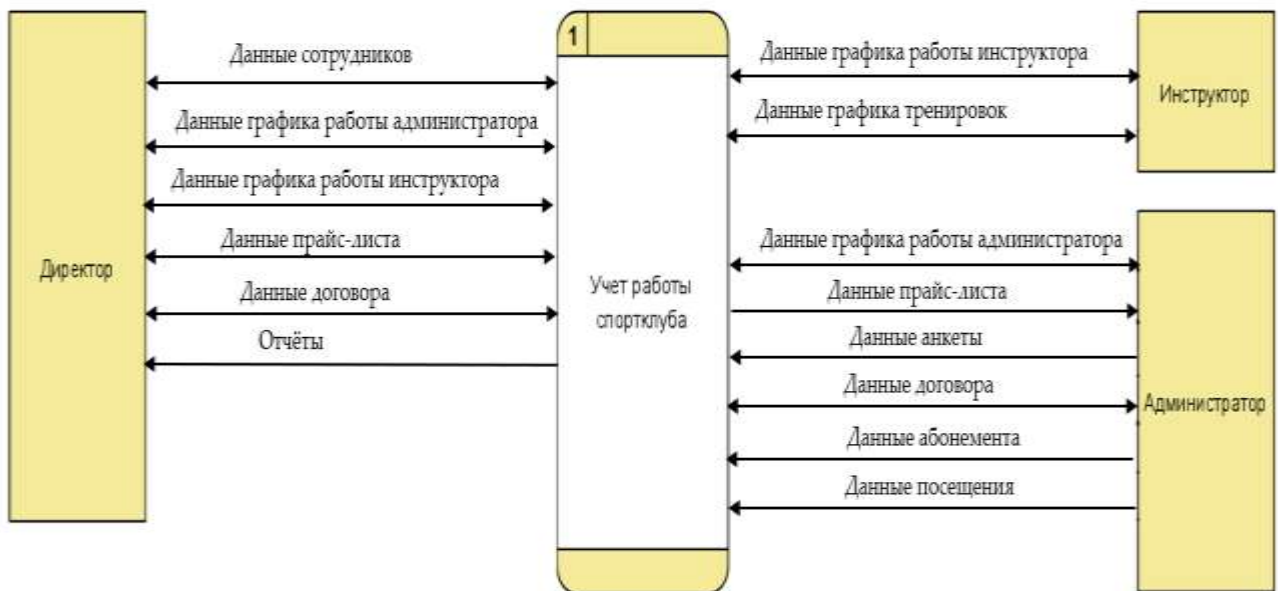 Директор
Данные сотрудников
Данные графика работы администратора
Данные графика работы инструктора
Данные прайс-листа
Данные договора
Отчёты
1
Учет работы
спортклуба
Данные графика работы инструктора
Данные графика тренировок
Инструктор
Данные графика работы администратора
Данные прайс-листа
Данные анкеты
Данные договора
Данные абонемента
Данные посещения
Администратор